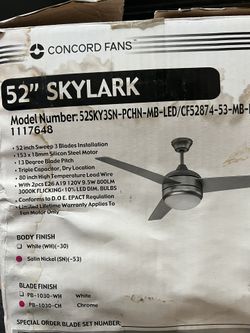 CONCORD FANS
52" SKYLARK
Model Number: 52SKY3SN-PCHN-MB-LED/CF52874-53-MB-
1117648
• 52 inch Sweep 3 Blades Installation
• 153 x 18mm Silicon Steel Motor
• 13 Degree Blade Pitch
• Triple Capacitor, Dry Location
• 80 inch High Temperature Lead Wire
• With 2pcs E26 A19 120V 9.5W 800LM
3000K FLICKING-10% LED DIM. BULBS
• Conforms to D.O.E. EPACT Regulation
• Limited Lifetime Warranty Applies To
Fan Motor Only
BODY FINISH
White (WH)(-30)
Satin Nickel (SN)(-53)
BLADE FINISH
PB-1030-WH White
PB-1030-CH Chrome
SPECIAL ORDER BLADE SET NUMBER: